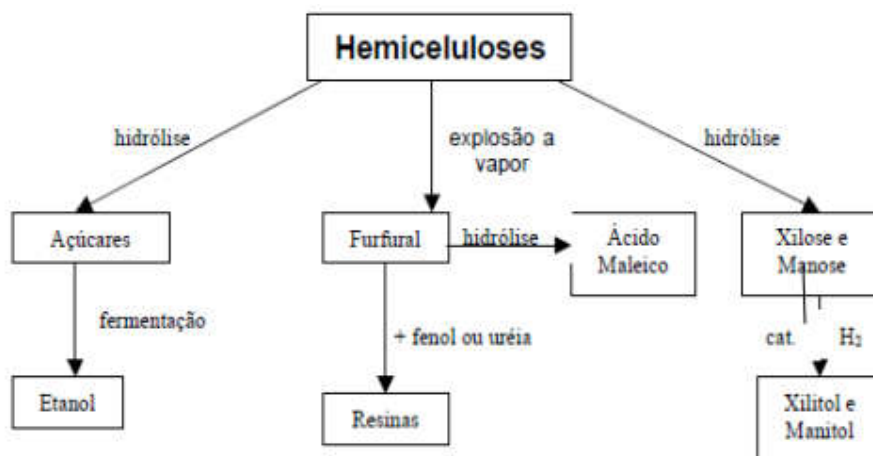 Hemiceluloses
hidrólise
explosão a
vapor
hidrólise
Açúcares
Furfural
hidrólise
Ácido
Maleico
Xilose e
Manose
fermentação
+ fenol ou uréia
cat.
H₂
Etanol
Resinas
Xilitol e
Manitol